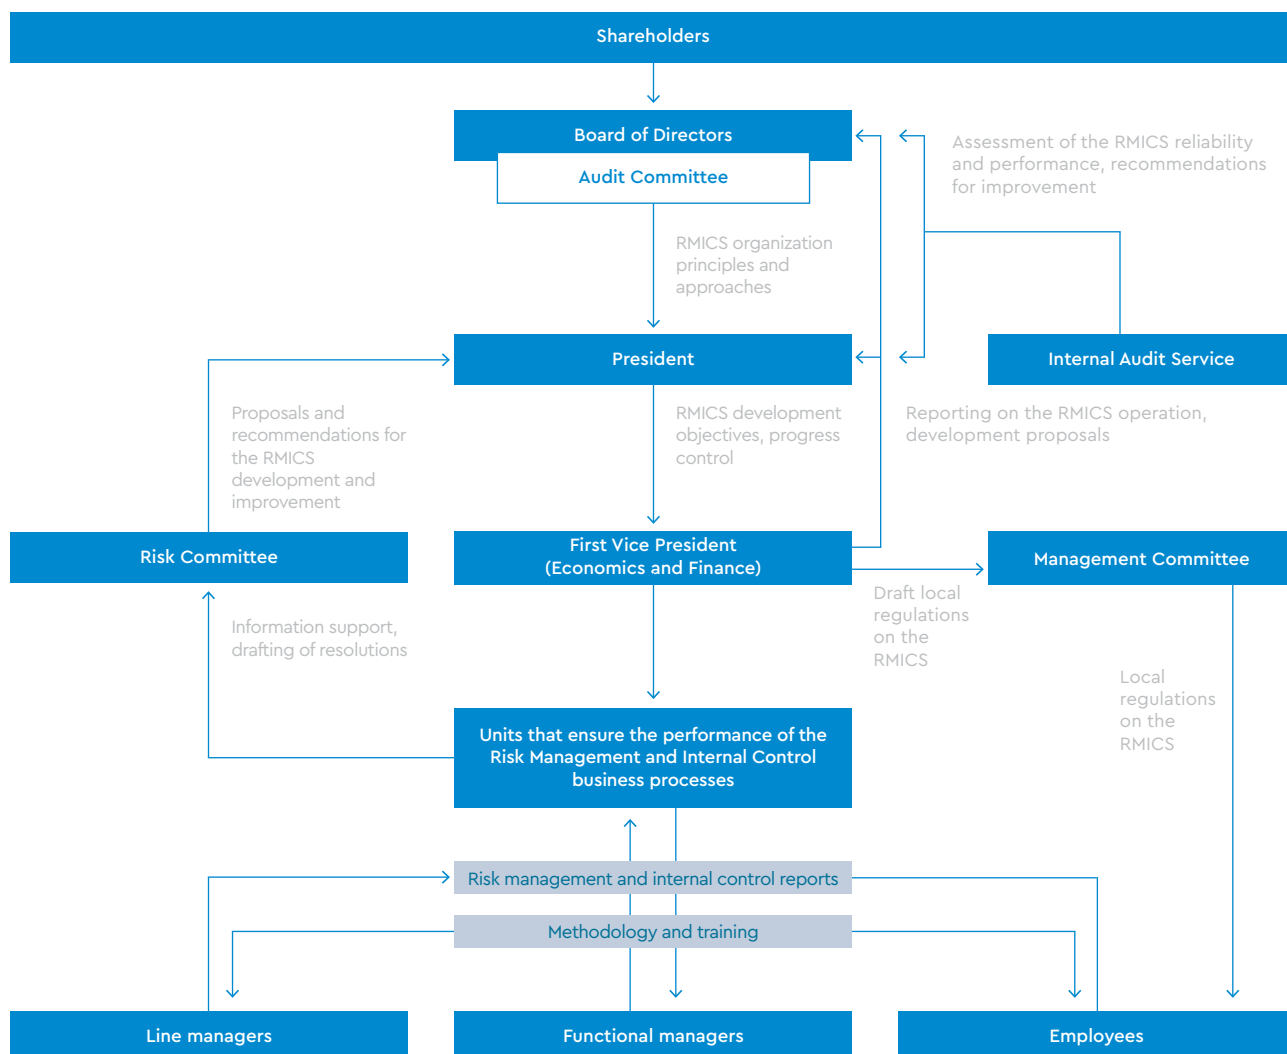 Shareholders
Board of Directors
Audit Committee
Assessment of the RMICS reliability
and performance, recommendations
for improvement
RMICS organization
principles and
approaches
President
Internal Audit Service
Proposals and
recommendations for
the RMICS
development and
improvement
RMICS development
objectives, progress
control
Reporting on the RMICS operation,
development proposals
Risk Committee
First Vice President
(Economics and Finance)
Management Committee
Information support,
drafting of resolutions
Draft local
regulations
on the
RMICS
Local
regulations
on the
RMICS
Units that ensure the performance of the
Risk Management and Internal Control
business processes
Risk management and internal control reports
Methodology and training
Line managers
Functional managers
Employees